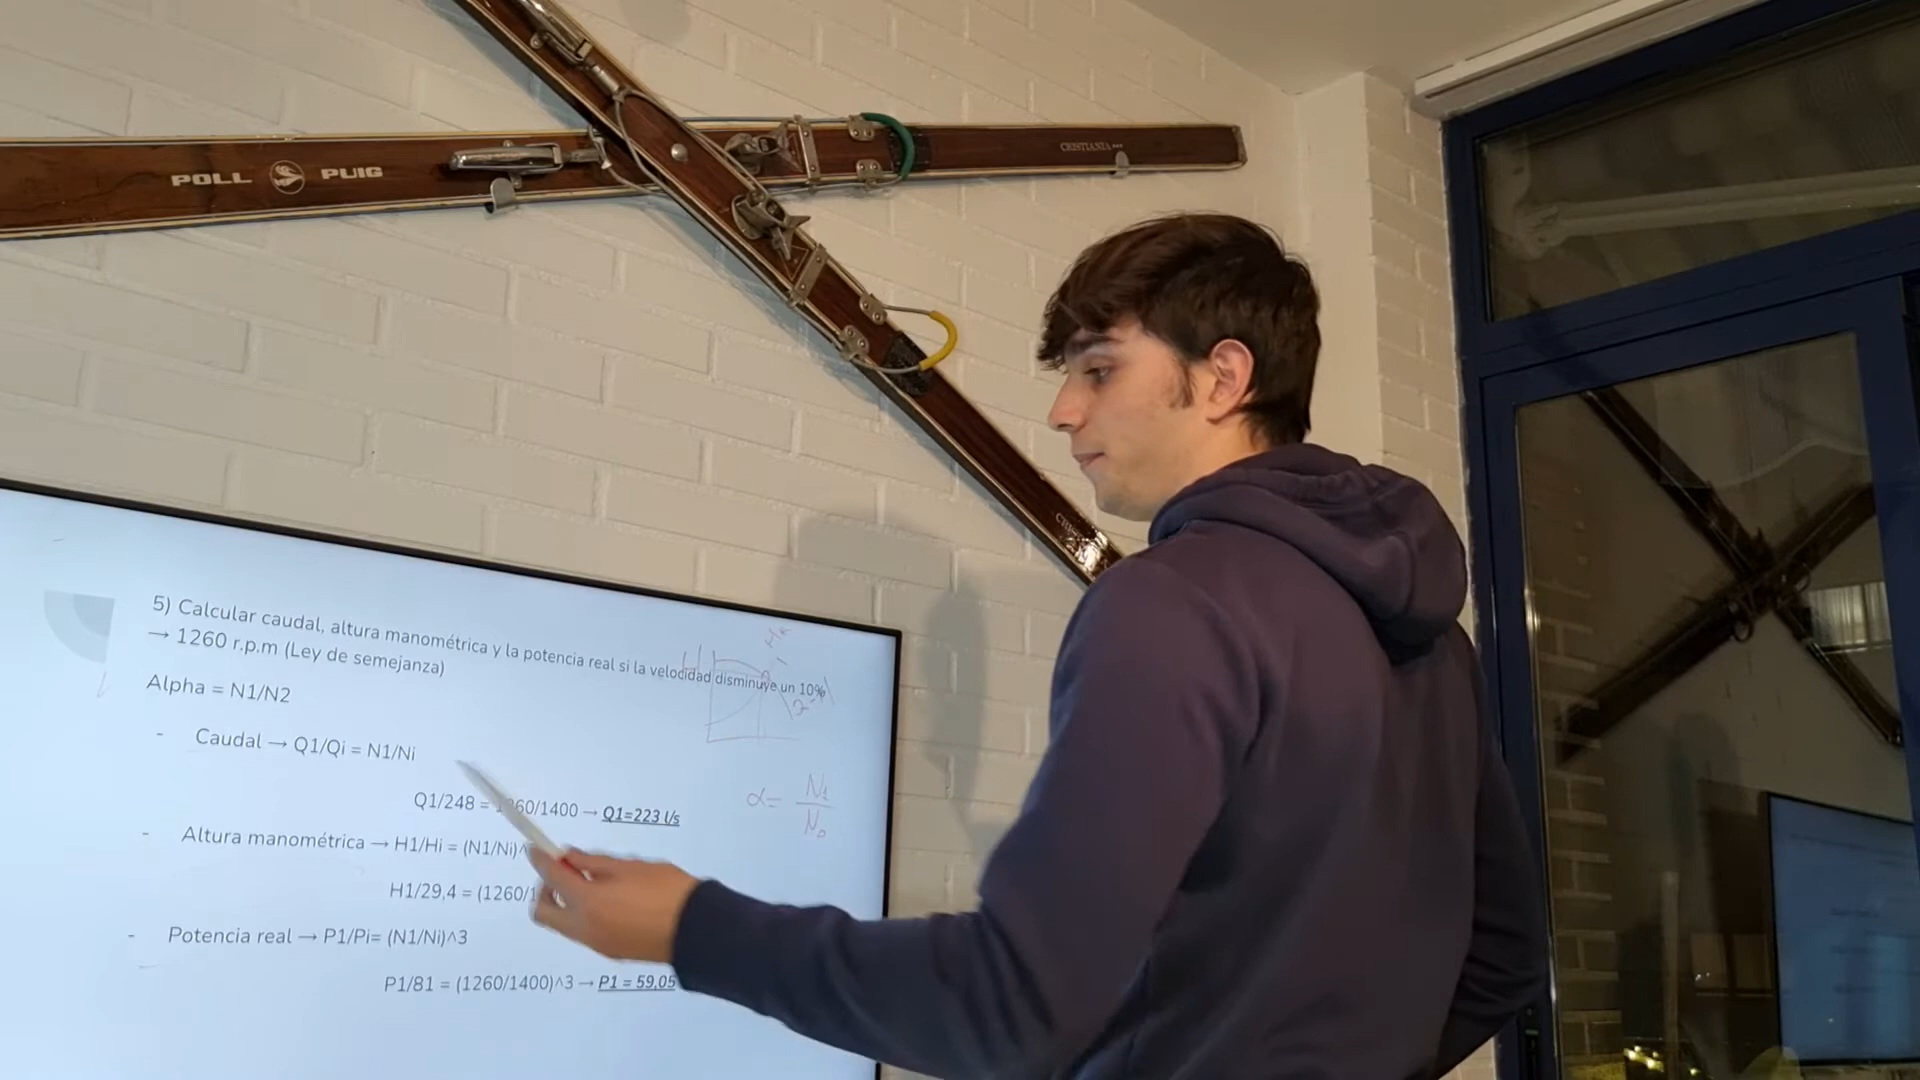 POLL PUIG
CRISTIANIA
5) Calcular caudal, altura manométrica y la potencia real si la velocidad disminuye un 10%
→ 1260 r.p.m (Ley de semejanza)
Alpha = N1/N2
- Caudal → Q1/Qi = N1/Ni
Q1/248 = 1260/1400 → Q1=223 l/s
α= N1
N0
- Altura manométrica → H1/Hi = (N1/Ni)^
H1/29,4 = (1260/1
- Potencia real → P1/Pi= (N1/Ni)^3
P1/81 = (1260/1400)^3 → P1 = 59,05